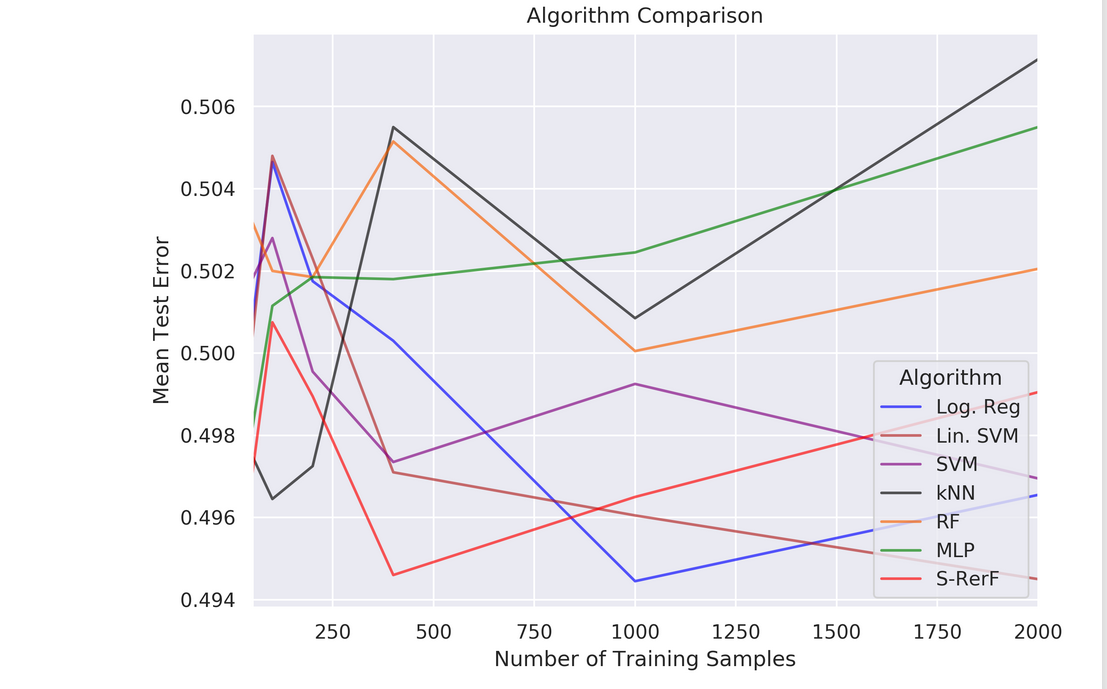 Algorithm Comparison
0.506
0.504
0.502
0.500
0.498
0.496
0.494
Mean Test Error
Algorithm
Log. Reg
Lin. SVM
SVM
kNN
RF
MLP
S-RerF
250 500 750 1000 1250 1500 1750 2000
Number of Training Samples